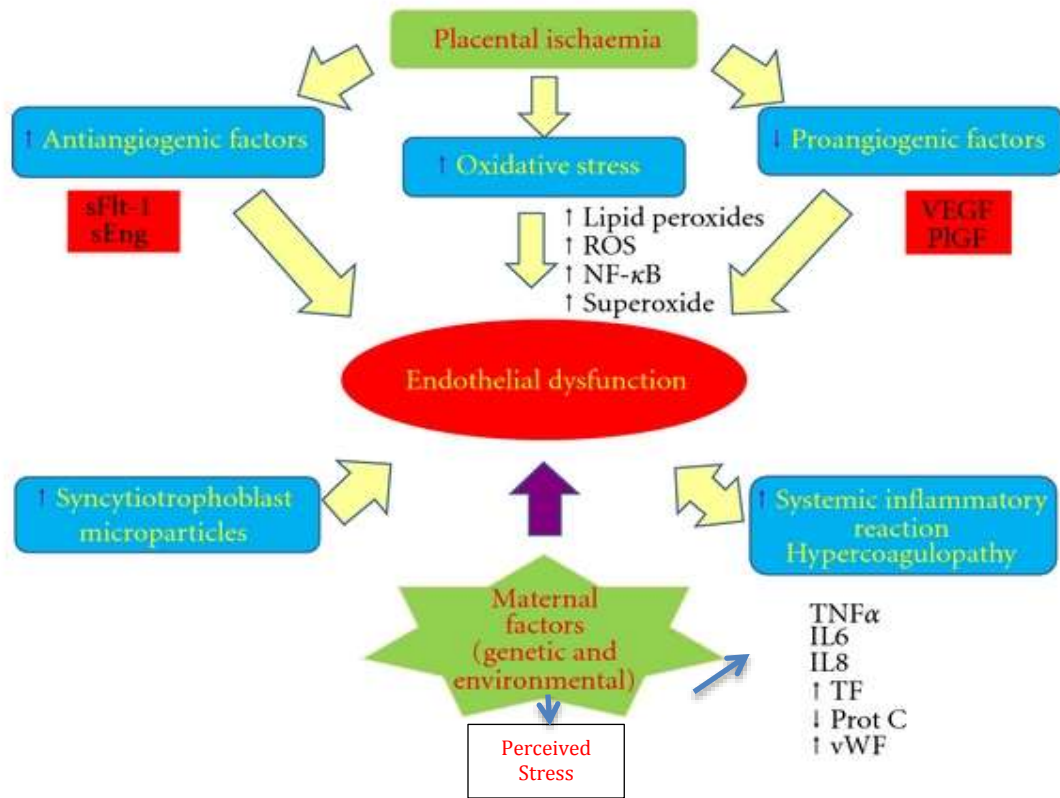 Placental ischaemia
↑ Antiangiogenic factors
↑ Oxidative stress
↓ Proangiogenic factors
sFlt-1
sEng
↑ Lipid peroxides
↑ ROS
↑ NF-κB
↑ Superoxide
VEGF
PlGF
Endothelial dysfunction
↑ Syncytiotrophoblast
microparticles
↑ Systemic inflammatory
reaction
Hypercoagulopathy
Maternal
factors
(genetic and
environmental)
TNFα
IL6
IL8
↑ TF
↓ Prot C
↑ vWF
Perceived
Stress